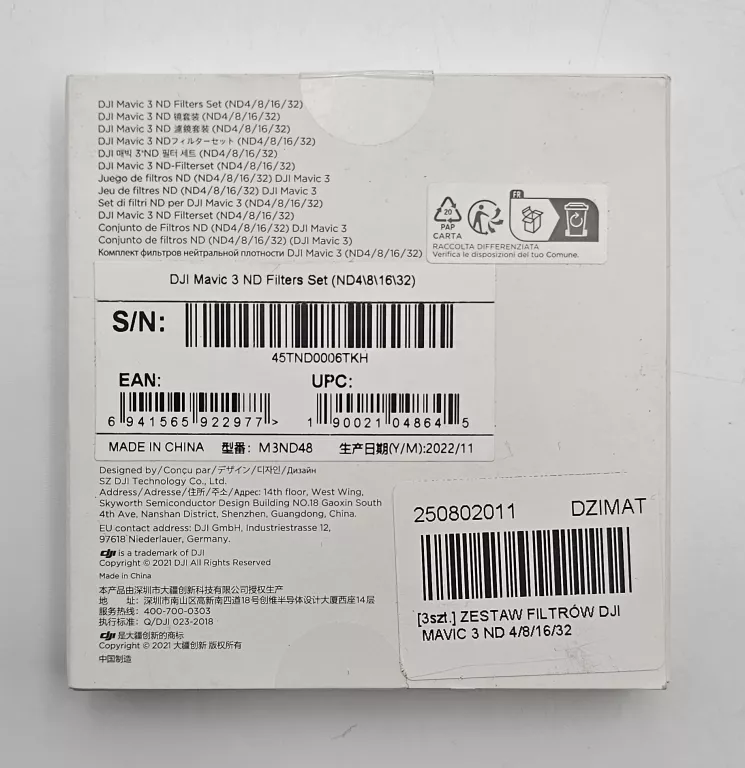 DJI Mavic 3 ND Filters Set (ND4/8/16/32)
DJI Mavic 3 ND 镜套装 (ND4/8/16/32)
DJI Mavic 3 ND 濾鏡套裝 (ND4/8/16/32)
DJI Mavic 3 NDフィルターセット (ND4/8/16/32)
DJI 매빅 3 ND 필터 세트 (ND4/8/16/32)
DJI Mavic 3 ND-Filterset (ND4/8/16/32)
Juego de filtros ND (ND4/8/16/32) DJI Mavic 3
Jeu de filtres ND (ND4/8/16/32) DJI Mavic 3
Set di filtri ND per DJI Mavic 3 (ND4/8/16/32)
DJI Mavic 3 ND Filterset (ND4/8/16/32)
Conjunto de Filtros ND (ND4/8/16/32) DJI Mavic 3
Conjunto de filtros ND (ND4/8/16/32) (DJI Mavic 3)
Комплект фильтров нейтральной плотности DJI Mavic 3 (ND4/8/16/32)
20
PAP
CARTA
FR
RACCOLTA DIFFERENZIATA
Verifica le disposizioni del tuo Comune.
DJI Mavic 3 ND Filters Set (ND4\8\16\32)
S/N:
45TND0006TKH
EAN: UPC:
6 941565 922977 > 1 90021 04864 5
MADE IN CHINA 型番: M3ND48 生产日期(Y/M):2022/11
Designed by/Conçu par/デザイン/디자인/Дизайн
SZ DJI Technology Co., Ltd.
Address/Adresse/住所/주소/Адрес: 14th floor, West Wing,
Skyworth Semiconductor Design Building NO.18 Gaoxin South
4th Ave, Nanshan District, Shenzhen, Guangdong, China.
EU contact address: DJI GmbH, Industriestrasse 12,
97618 Niederlauer, Germany.
dji is a trademark of DJI
Copyright © 2021 DJI All Rights Reserved
Made in China
本产品由深圳市大疆创新科技有限公司授权生产
地 址: 深圳市南山区高新南四道18号创维半导体设计大厦西座14层
服务热线: 400-700-0303
执行标准: Q/DJI 023-2018
dji 是大疆创新的商标
Copyright © 2021 大疆创新 版权所有
中国制造
250802011 DZIMAT
[3szt.] ZESTAW FILTRÓW DJI
MAVIC 3 ND 4/8/16/32